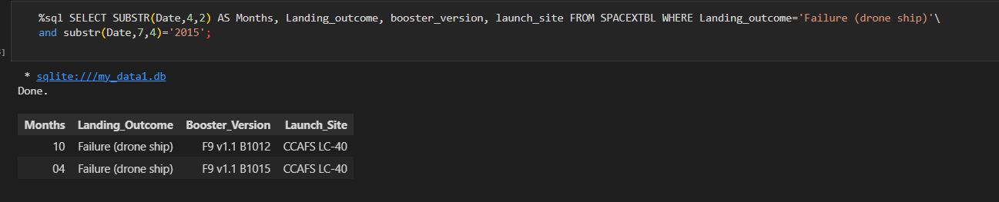 %sql SELECT SUBSTR(Date,4,2) AS Months, Landing_outcome, booster_version, launch_site FROM SPACEXTBL WHERE Landing_outcome='Failure (drone ship)'\
and substr(Date,7,4)='2015';
* sqlite:///my_data1.db
Done.
Months Landing_Outcome Booster_Version Launch_Site
10 Failure (drone ship) F9 v1.1 B1012 CCAFS LC-40
04 Failure (drone ship) F9 v1.1 B1015 CCAFS LC-40